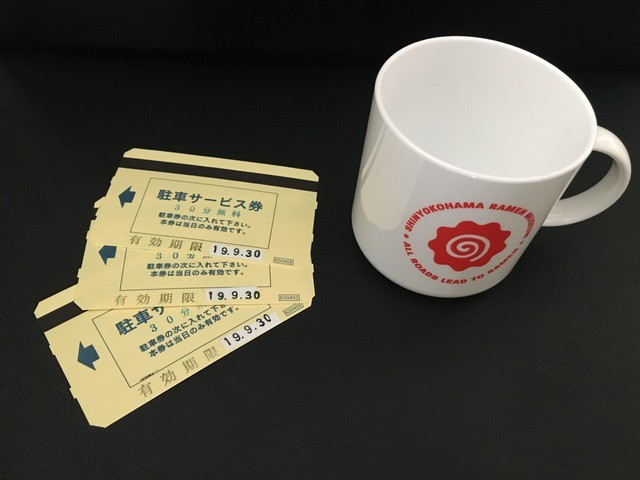 駐車サービス券
30分無料
駐車券の次に入れて下さい。
本券は当日のみ有効です。
有効期限 19.9.30
30分
駐車券の次に入れて下さい。
本券は当日のみ有効です。
有効期限 19.9.30
駐車サービス券
30分
駐車券の次に入れて下さい。
本券は当日のみ有効です。
有効期限 19.9.30
SHINYOKOHAMA RAMEN
ALL ROADS LEAD TO RAMEN